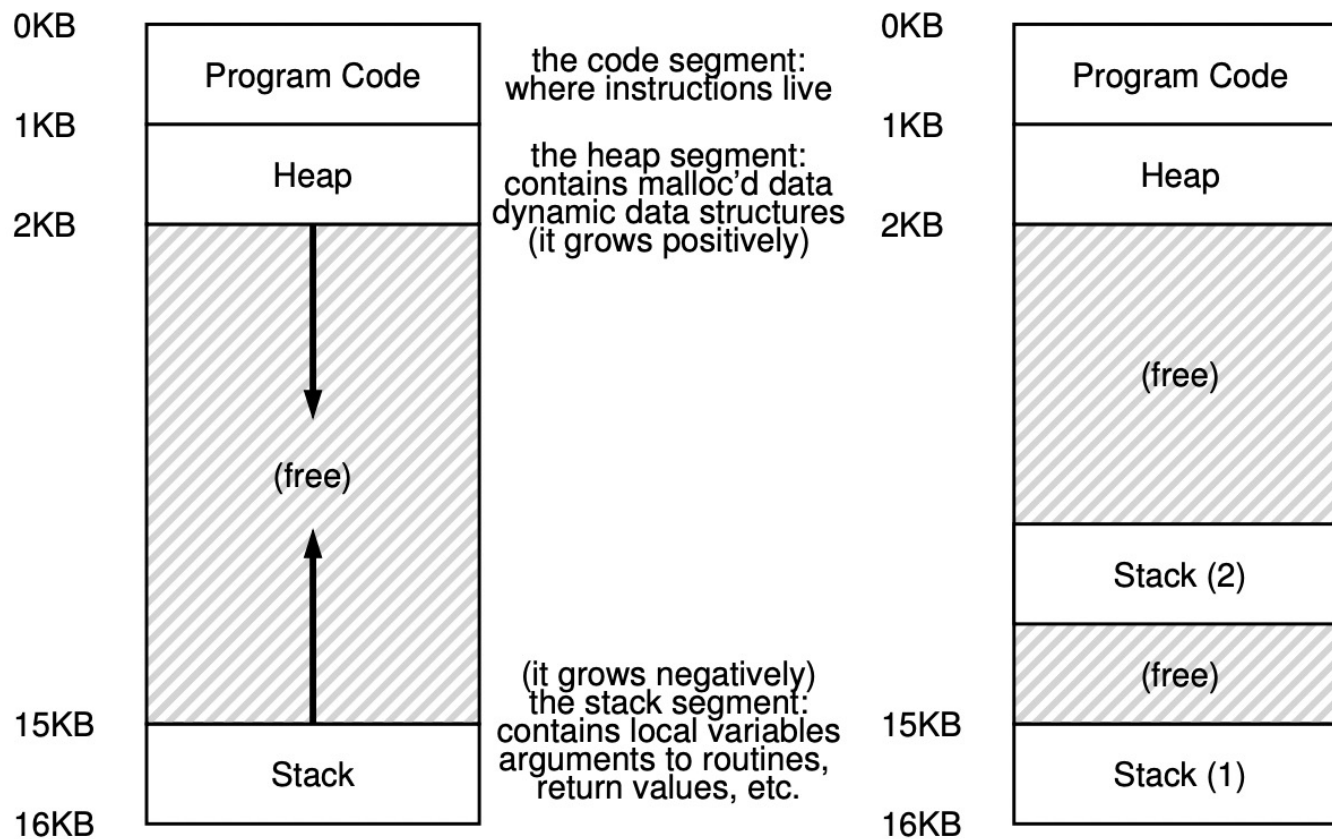 0KB
Program Code
the code segment:
where instructions live
1KB
Heap
the heap segment:
contains malloc'd data
dynamic data structures
(it grows positively)
2KB
(free)
(it grows negatively)
the stack segment:
contains local variables
arguments to routines,
return values, etc.
15KB
Stack
16KB
0KB
Program Code
1KB
Heap
2KB
(free)
Stack (2)
(free)
15KB
Stack (1)
16KB